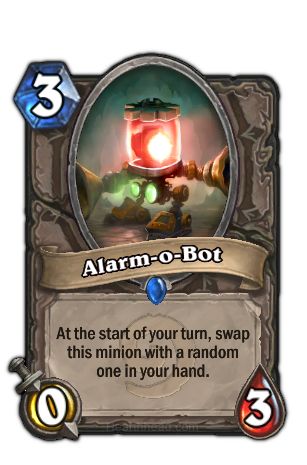 3
Alarm-o-Bot
At the start of your turn, swap
this minion with a random
one in your hand.
0
3